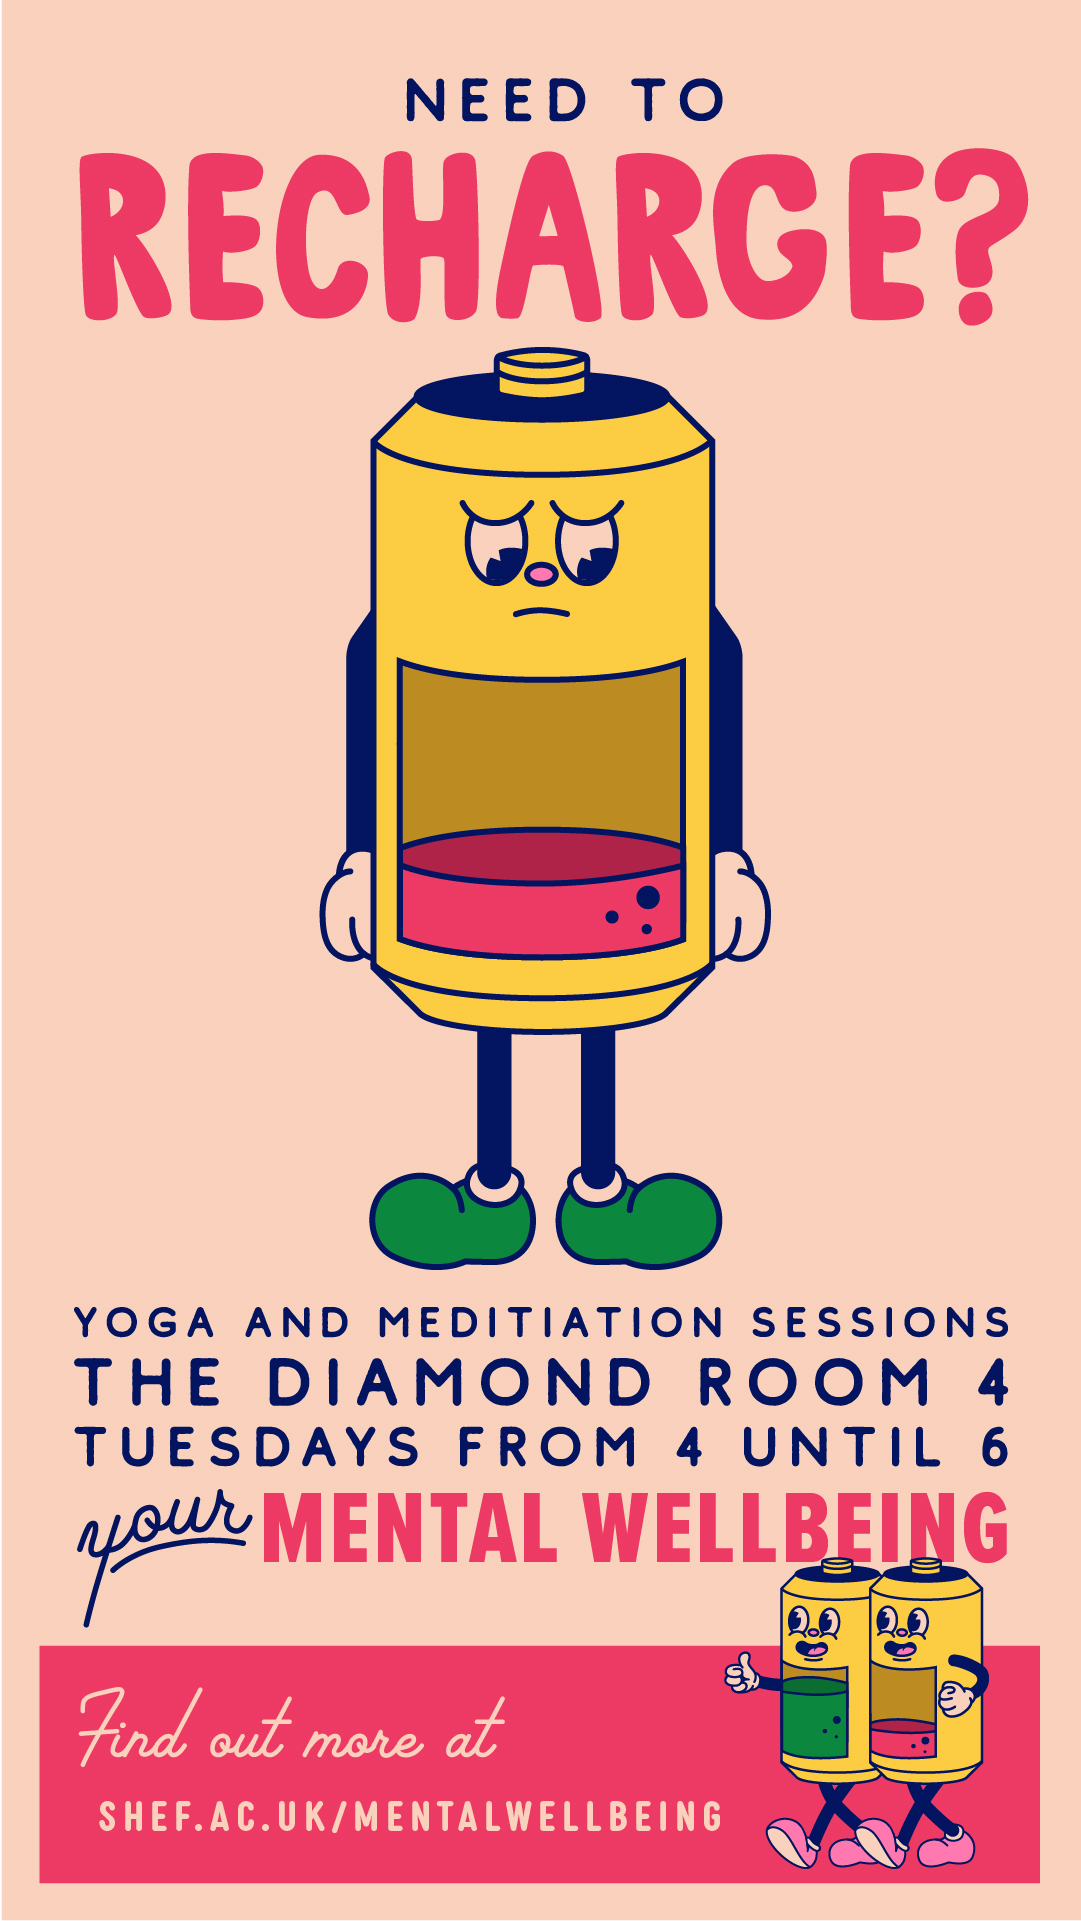 NEED TO
RECHARGE?
YOGA AND MEDITIATION SESSIONS
THE DIAMOND ROOM 4
TUESDAYS FROM 4 UNTIL 6
your MENTAL WELLBEING
Find out more at
SHEF.AC.UK/MENTALWELLBEING